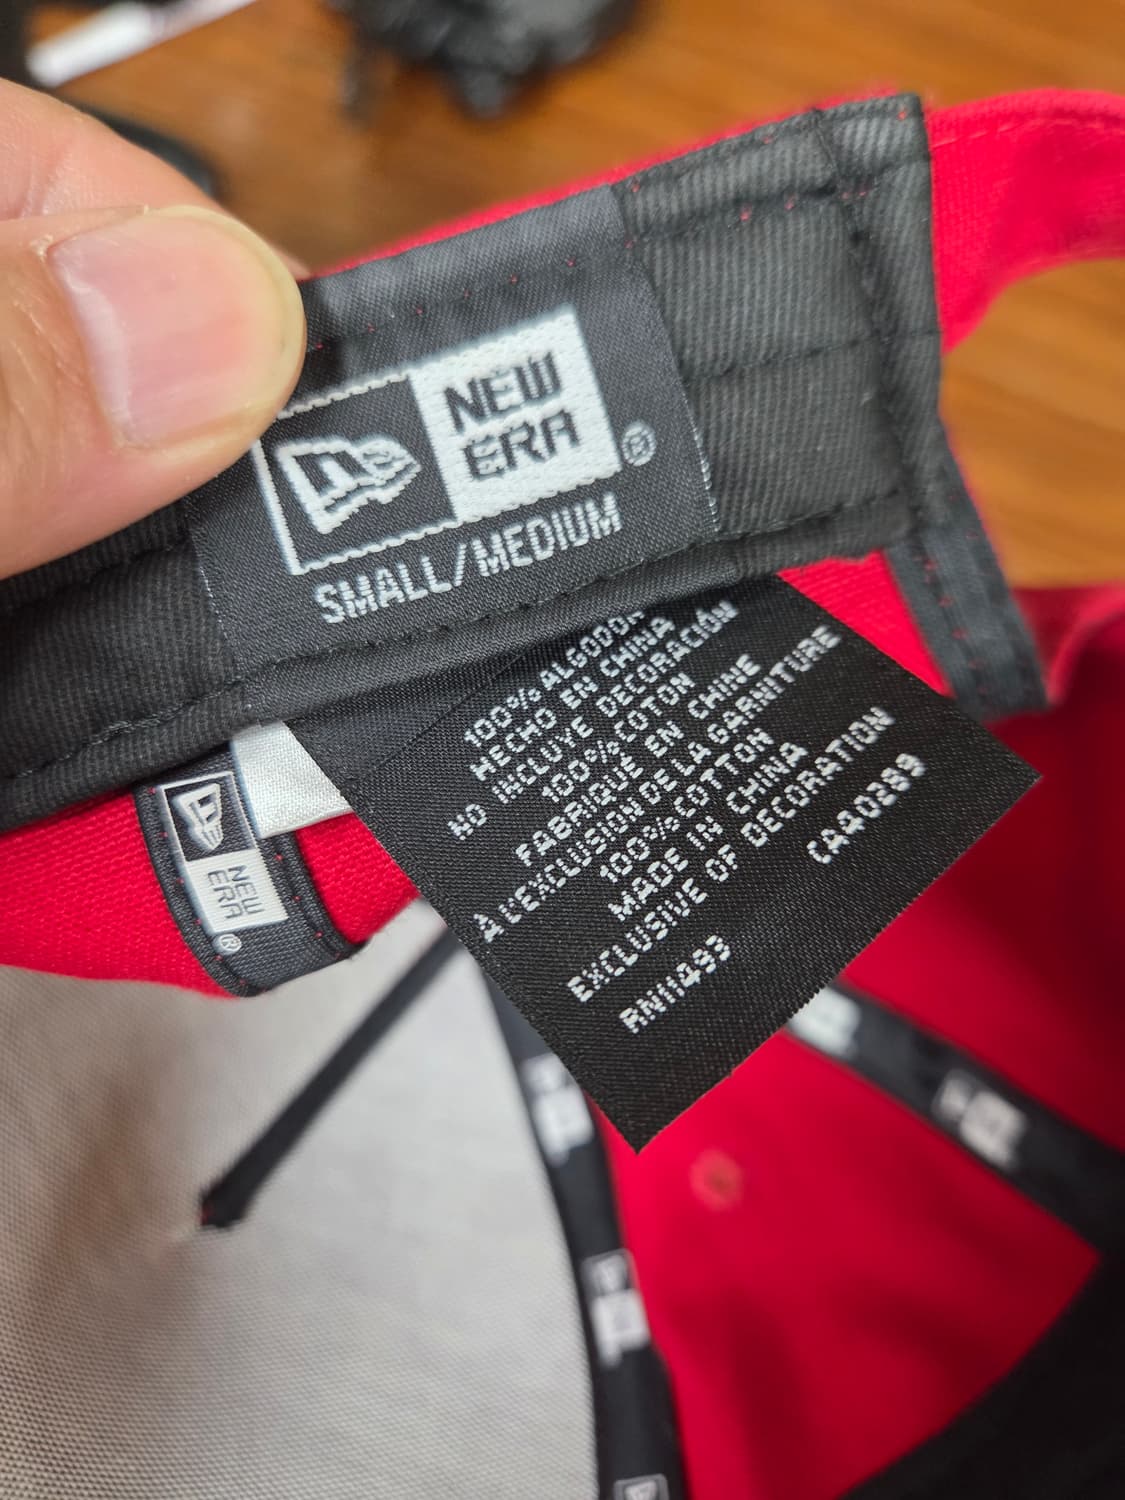 NEW
ERA®
SMALL/MEDIUM
100% ALGODÓN
HECHO EN CHINA
NO INCLUYE DECORACIÓN
100% COTON
FABRIQUÉ EN CHINE
A L'EXCLUSION DE LA GARNITURE
100% COTTON
MADE IN CHINA
EXCLUSIVE OF DECORATION
CAA0289
RN11493
NEW
ERA®